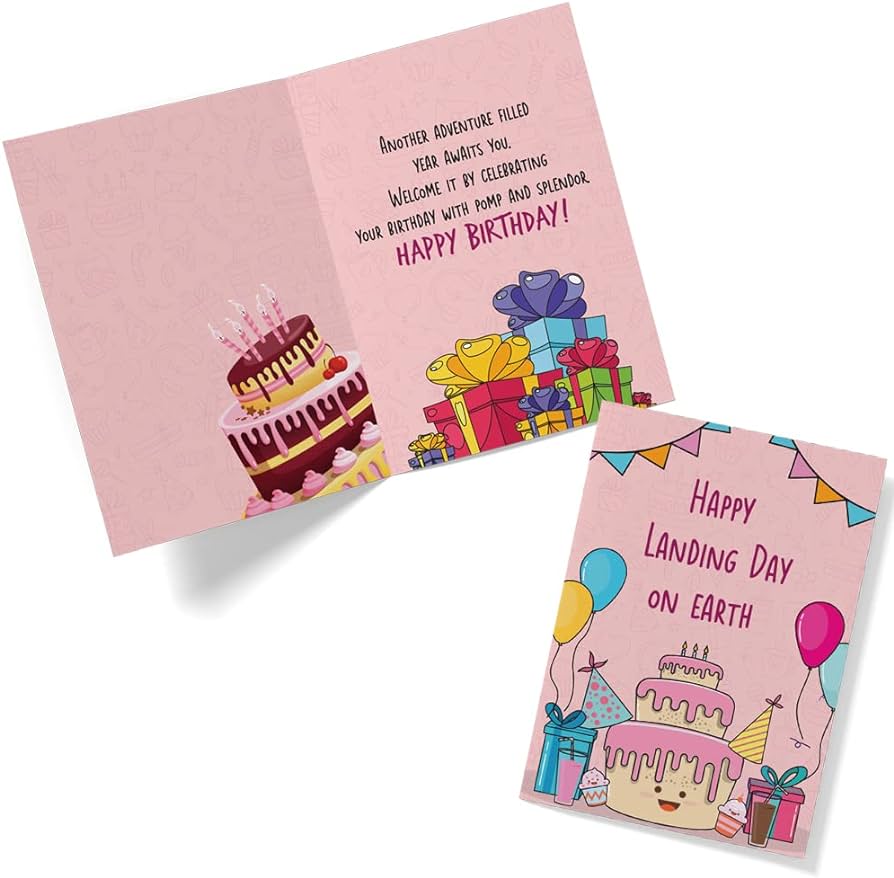 Another adventure filled
year awaits you.
Welcome it by celebrating
your birthday with pomp and splendor
Happy Birthday!
Happy
Landing Day
on earth